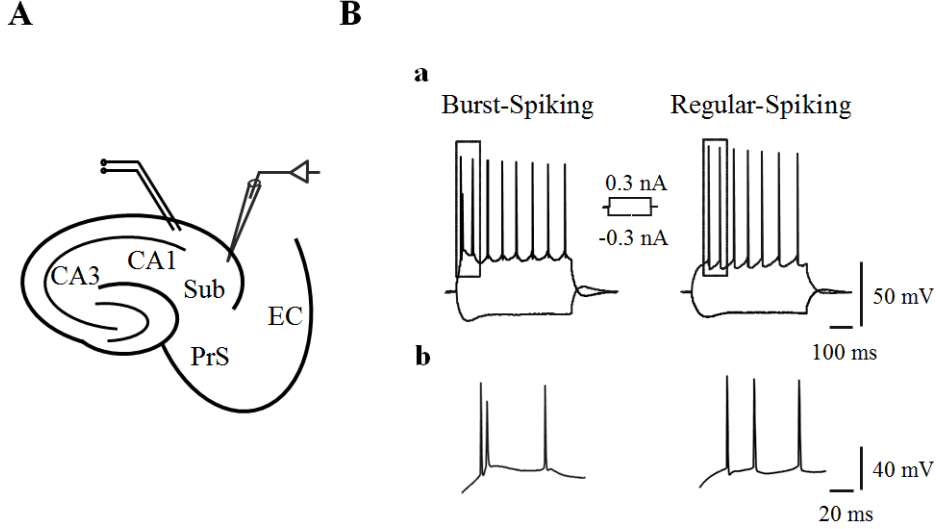 A
B
a
Burst-Spiking
Regular-Spiking
0.3 nA
-0.3 nA
CA1
CA3
Sub
EC
PrS
50 mV
100 ms
b
40 mV
20 ms